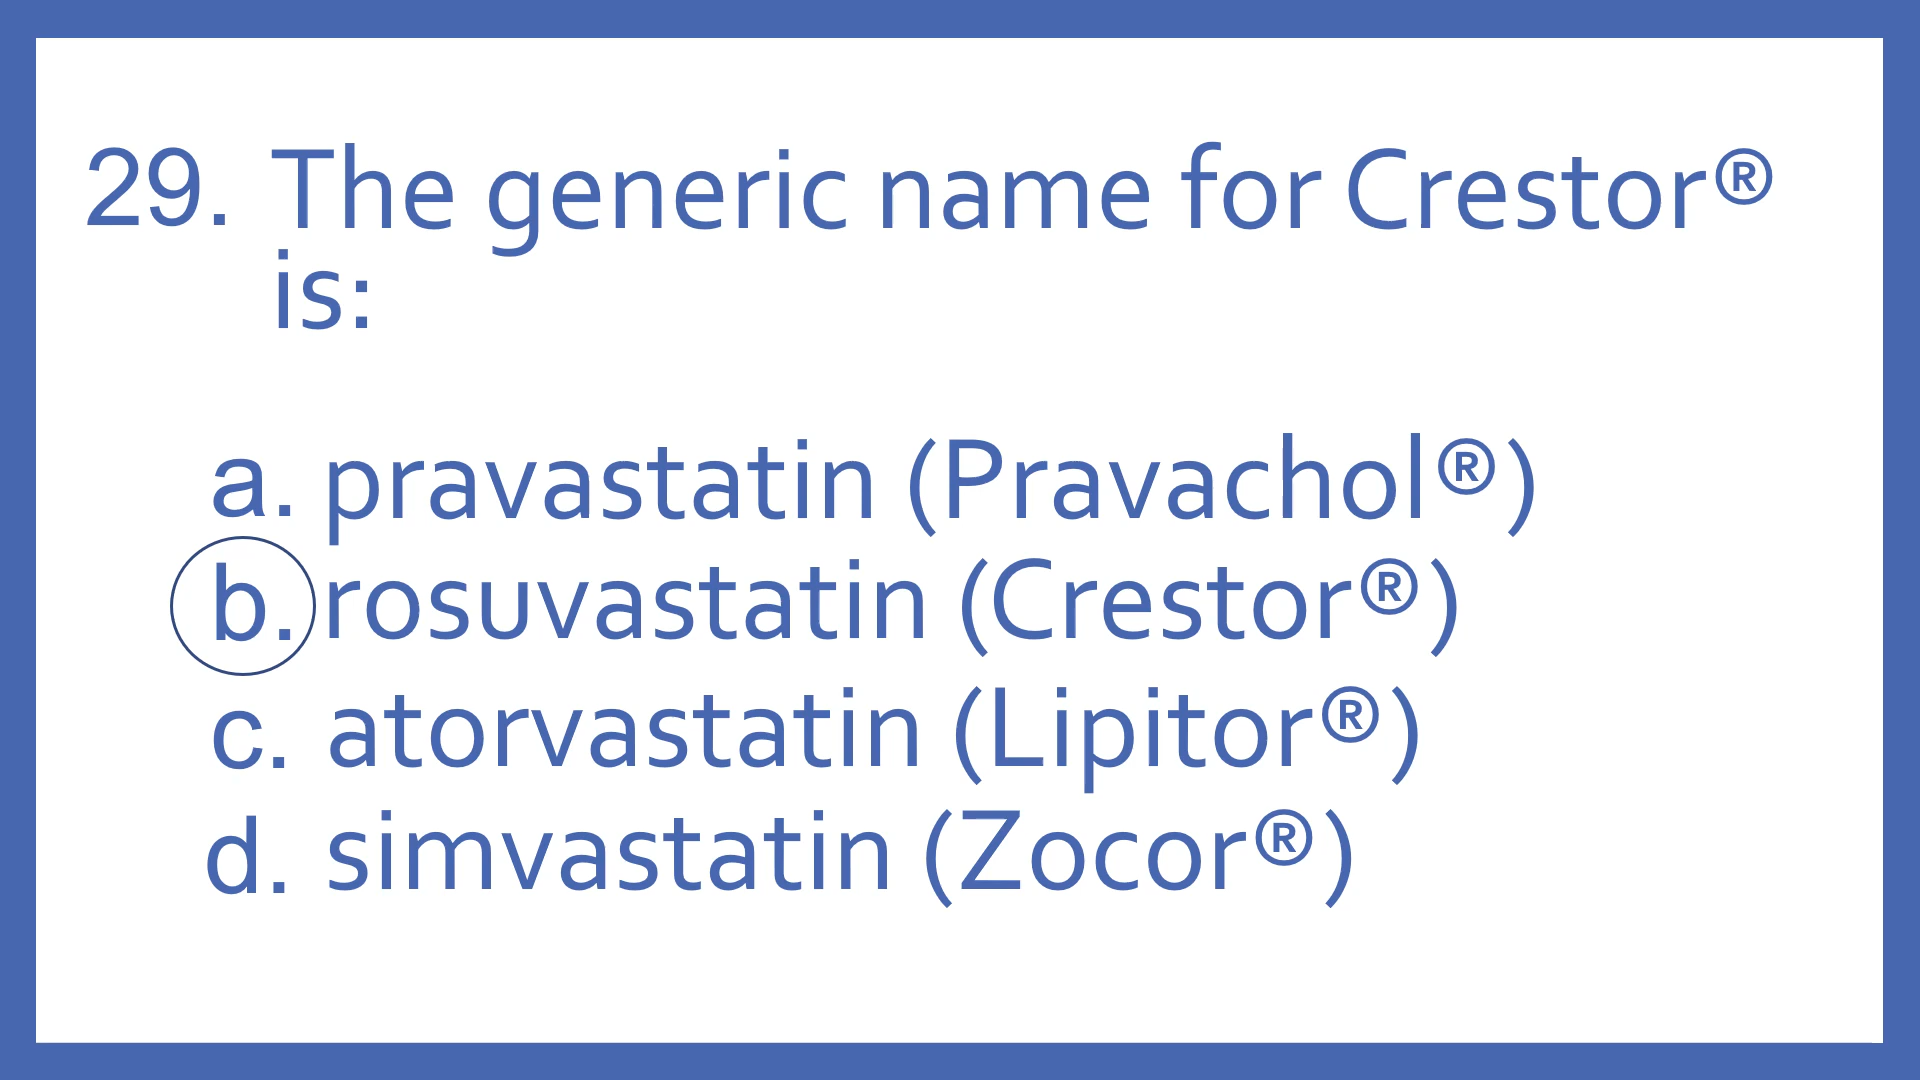 29. The generic name for Crestor®
is:
a. pravastatin (Pravachol®)
b. rosuvastatin (Crestor®)
c. atorvastatin (Lipitor®)
d. simvastatin (Zocor®)